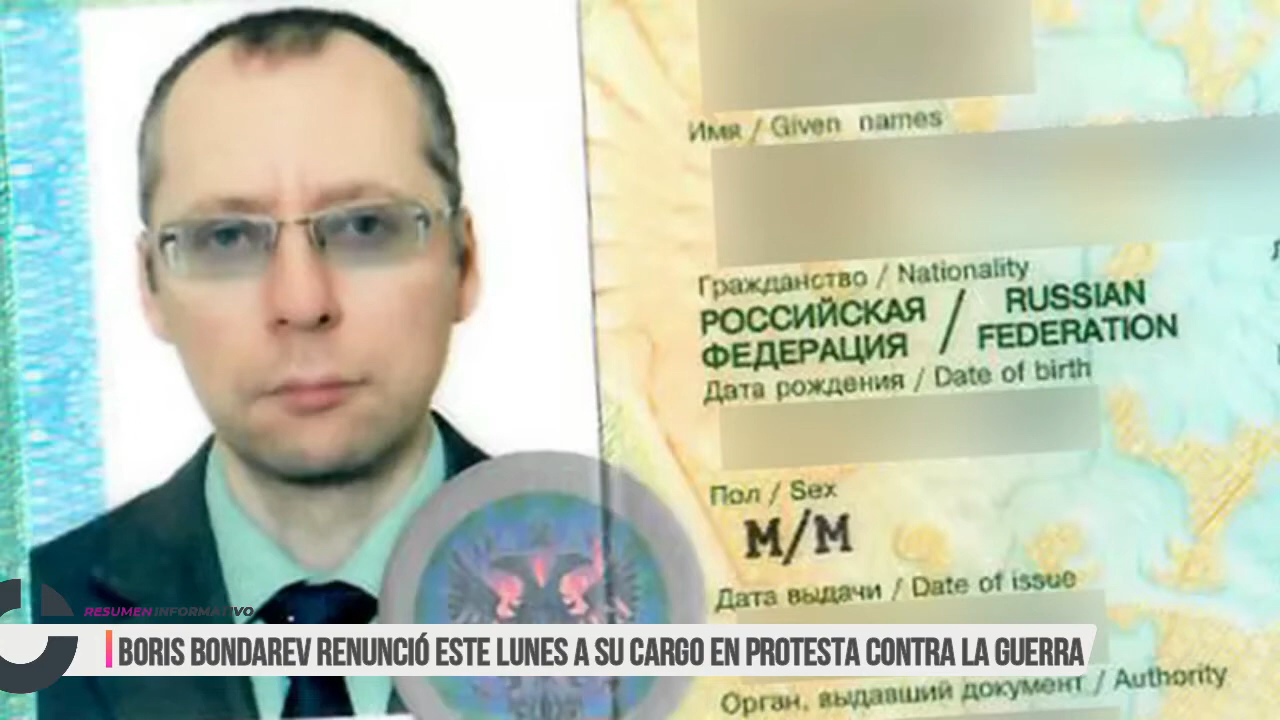 Имя / Given names
Гражданство / Nationality
РОССИЙСКАЯ / RUSSIAN
ФЕДЕРАЦИЯ FEDERATION
Дата рождения / Date of birth
Пол / Sex
М/M
Дата выдачи / Date of issue
RESUMEN INFORMATIVO
BORIS BONDAREV RENUNCIÓ ESTE LUNES A SU CARGO EN PROTESTA CONTRA LA GUERRA
Орган, выдавший документ / Authority